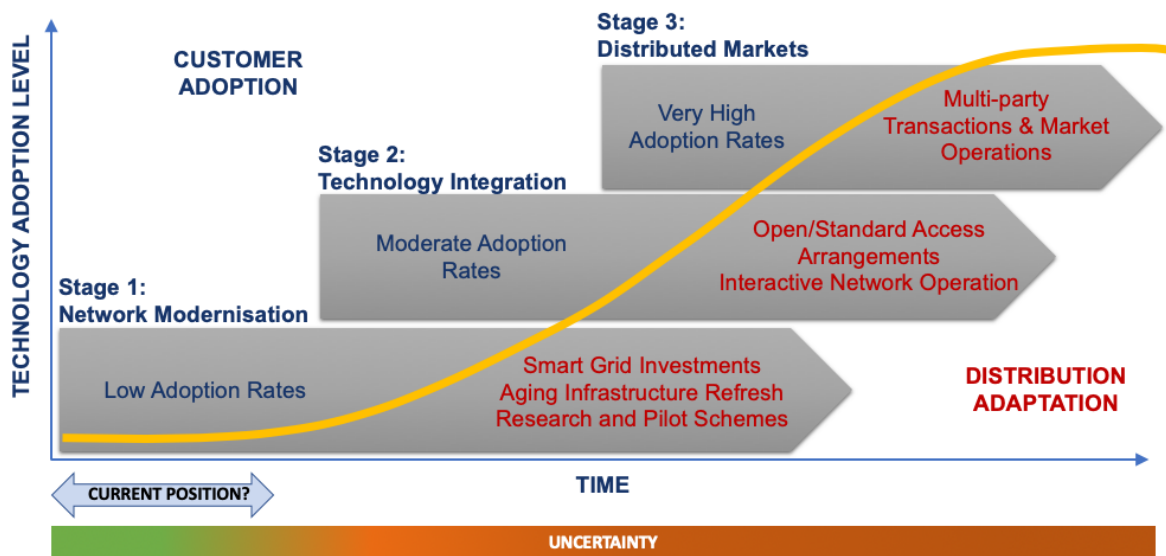 TECHNOLOGY ADOPTION LEVEL
CUSTOMER
ADOPTION
Stage 3:
Distributed Markets
Very High
Adoption Rates
Multi-party
Transactions & Market
Operations
Stage 2:
Technology Integration
Moderate Adoption
Rates
Open/Standard Access
Arrangements
Interactive Network Operation
Stage 1:
Network Modernisation
Low Adoption Rates
Smart Grid Investments
Aging Infrastructure Refresh
Research and Pilot Schemes
DISTRIBUTION
ADAPTATION
CURRENT POSITION?
TIME
UNCERTAINTY